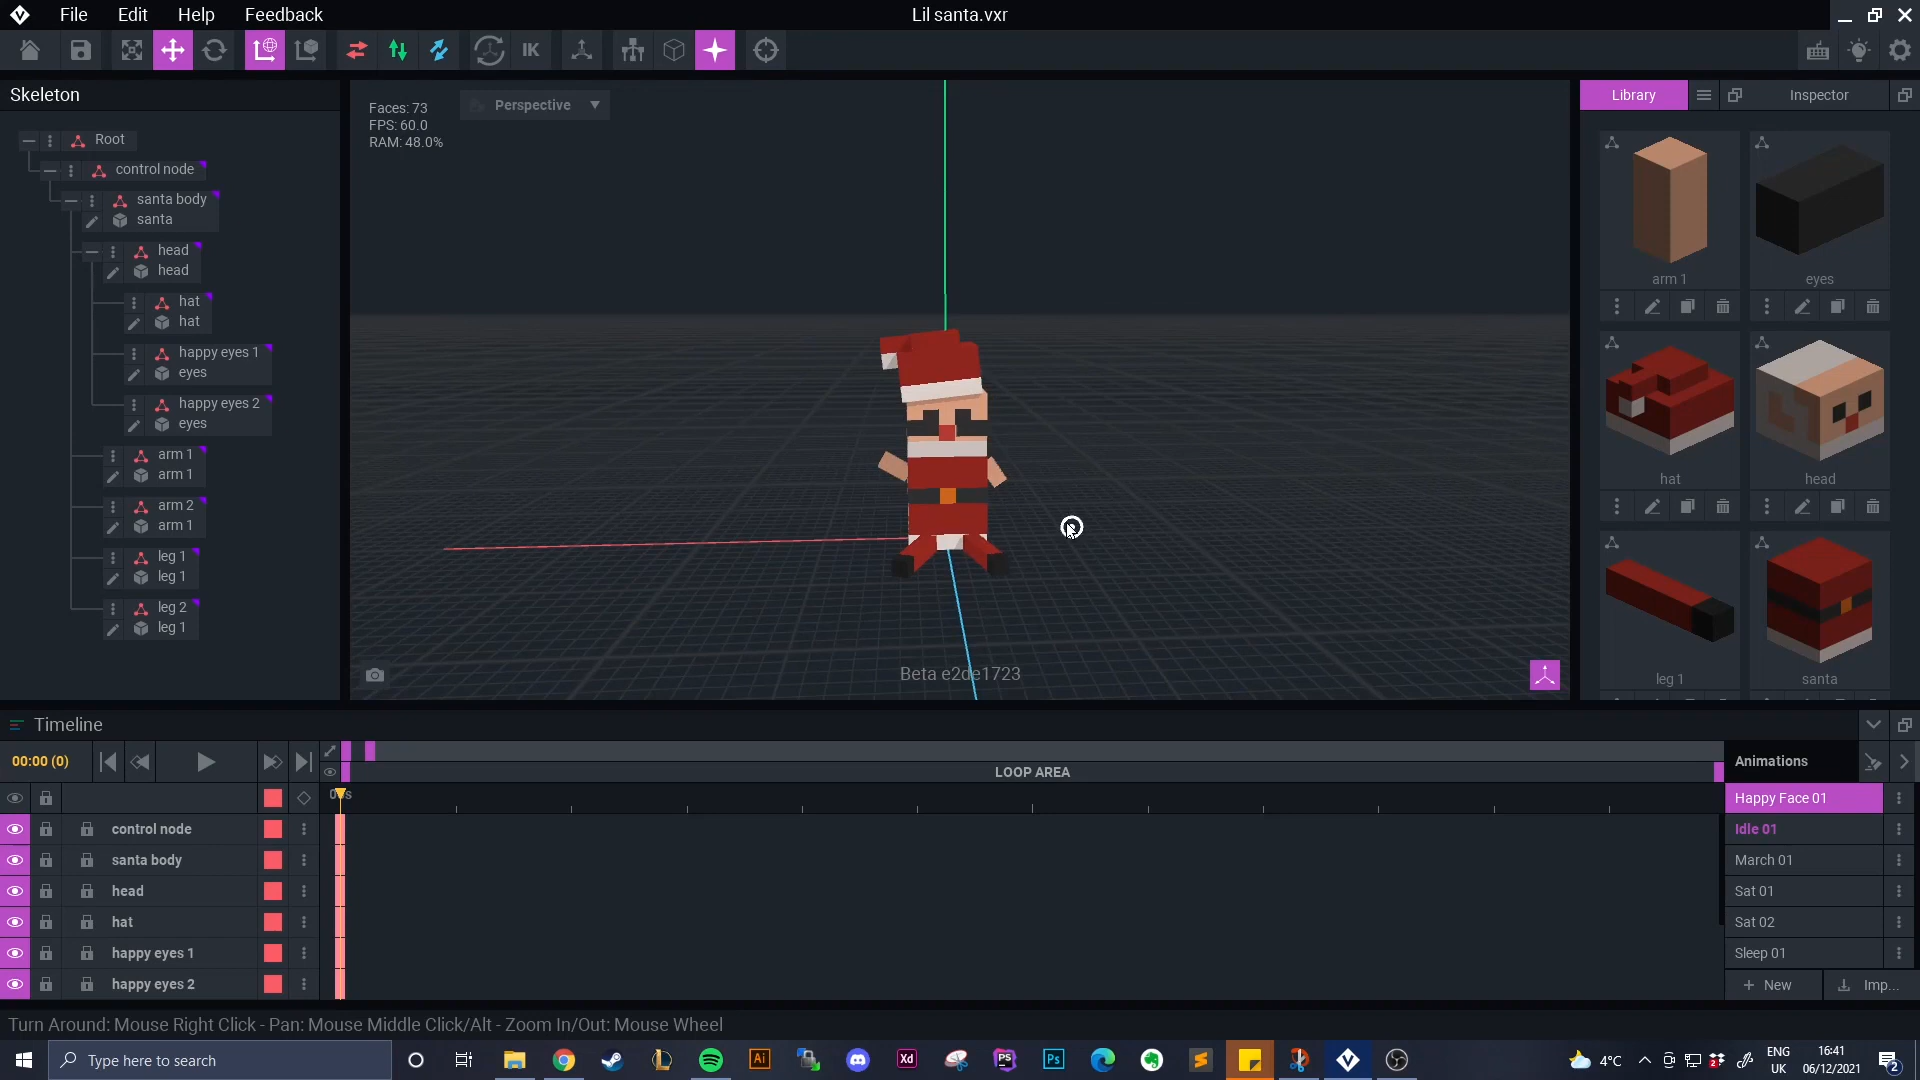 File Edit Help Feedback
Lil santa.vxr
IK
Skeleton
Root
control node
santa body
santa
head
head
hat
hat
happy eyes 1
eyes
happy eyes 2
eyes
arm 1
arm 1
arm 2
arm 1
leg 1
leg 1
leg 2
leg 1
Faces: 73
FPS: 60.0
RAM: 48.0%
Perspective
Beta e2de1723
Library
Inspector
arm 1
eyes
hat
head
leg 1
santa
Timeline
00:00 (0)
LOOP AREA
control node
santa body
head
hat
happy eyes 1
happy eyes 2
Animations
Happy Face 01
Idle 01
March 01
Sat 01
Sat 02
Sleep 01
+ New
Imp...
Turn Around: Mouse Right Click - Pan: Mouse Middle Click/Alt - Zoom In/Out: Mouse Wheel
Type here to search
Ai
Xd
PS
Ps
4°C
ENG
UK
16:41
06/12/2021
2